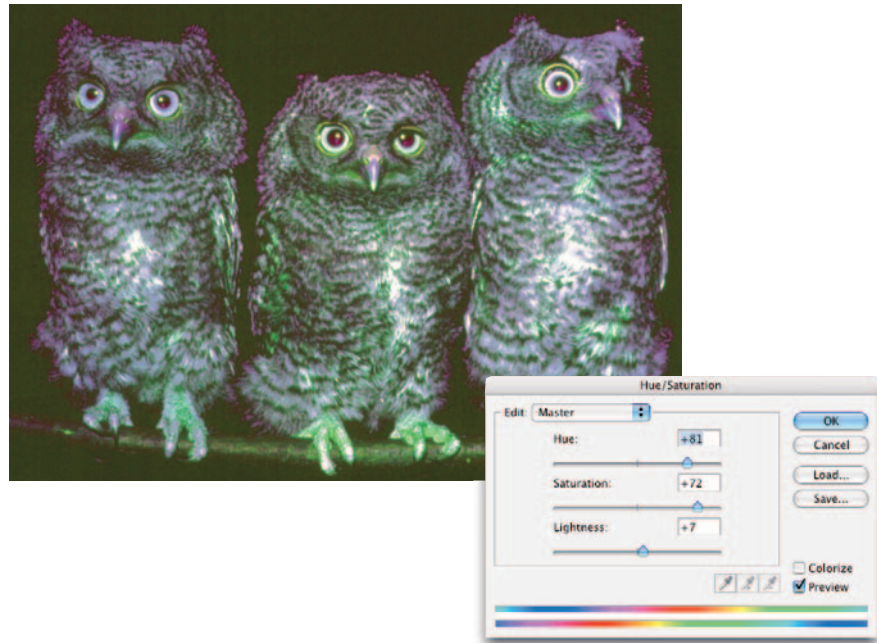 Hue/Saturation
Edit: Master
Hue: +81
Saturation: +72
Lightness: +7
OK
Cancel
Load...
Save...
Colorize
Preview